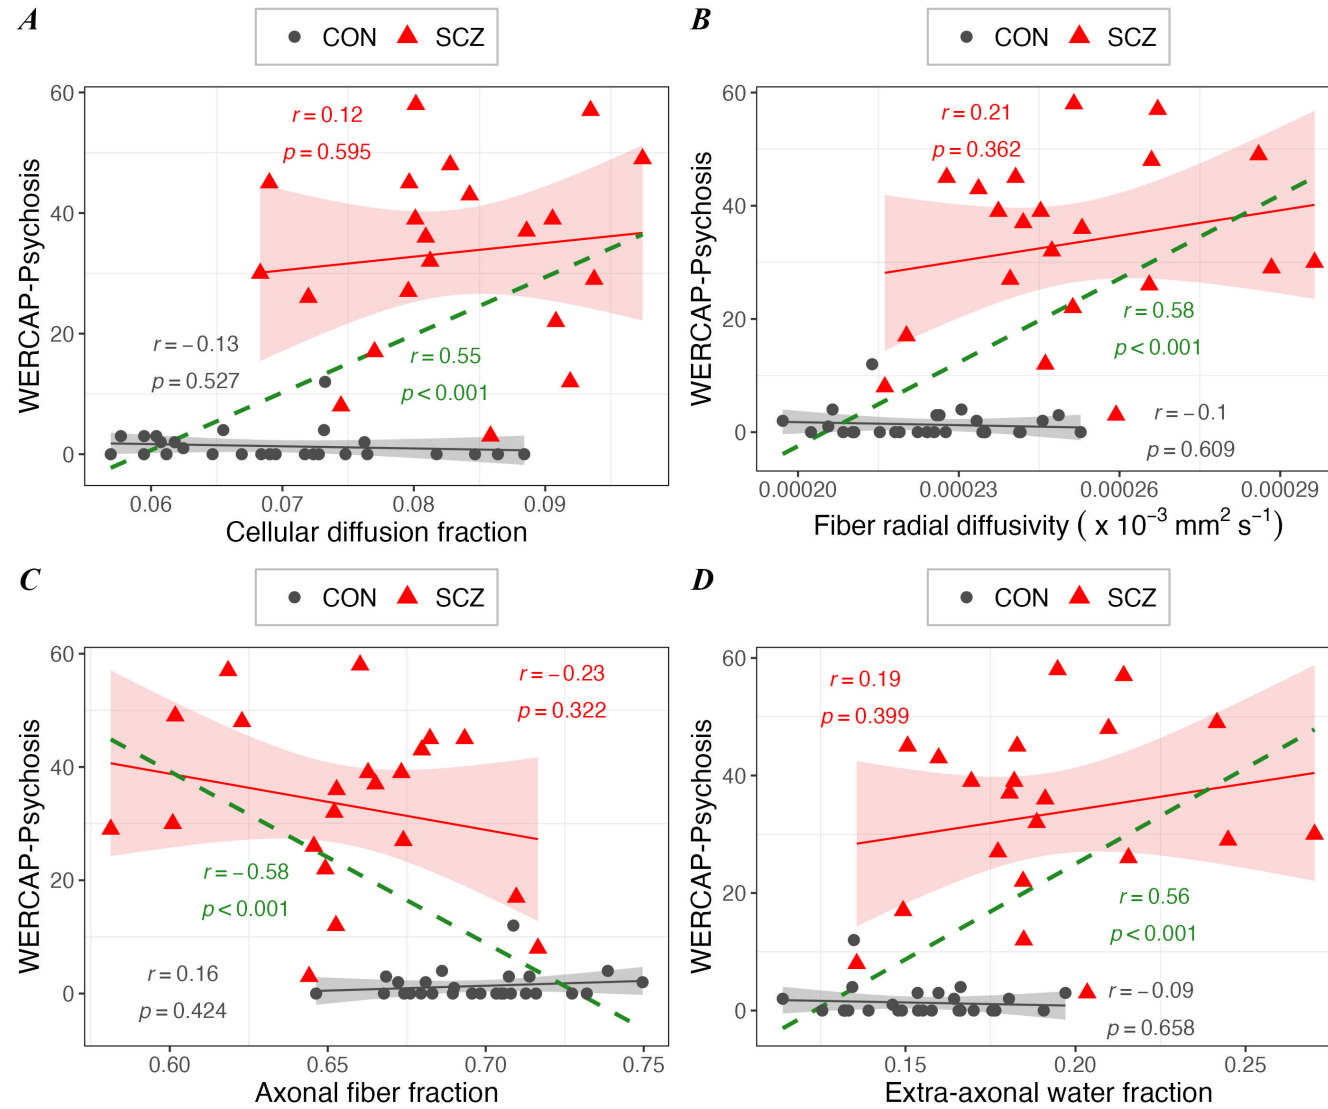 A
CON SCZ
WERCAP-Psychosis
60
40
20
0
r = 0.12
p = 0.595
r = −0.13
p = 0.527
r = 0.55
p < 0.001
0.06 0.07 0.08 0.09
Cellular diffusion fraction
B
CON SCZ
WERCAP-Psychosis
60
40
20
0
r = 0.21
p = 0.362
r = 0.58
p < 0.001
r = −0.1
p = 0.609
0.00020 0.00023 0.00026 0.00029
Fiber radial diffusivity ( x 10⁻³ mm² s⁻¹)
C
CON SCZ
WERCAP-Psychosis
60
40
20
0
r = −0.23
p = 0.322
r = −0.58
p < 0.001
r = 0.16
p = 0.424
0.60 0.65 0.70 0.75
Axonal fiber fraction
D
CON SCZ
WERCAP-Psychosis
60
40
20
0
r = 0.19
p = 0.399
r = 0.56
p < 0.001
r = −0.09
p = 0.658
0.15 0.20 0.25
Extra-axonal water fraction